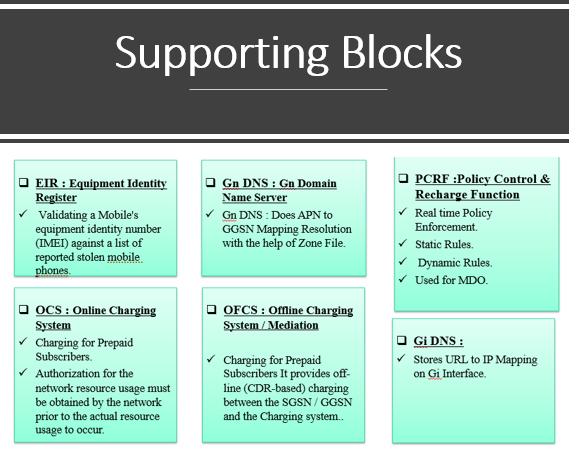 Supporting Blocks
EIR : Equipment Identity
Register
Validating a Mobile's
equipment identity number
(IMEI) against a list of
reported stolen mobile
phones.
Gn DNS : Gn Domain
Name Server
Gn DNS : Does APN to
GGSN Mapping Resolution
with the help of Zone File.
PCRF :Policy Control &
Recharge Function
Real time Policy
Enforcement.
Static Rules.
Dynamic Rules.
Used for MDO.
OCS : Online Charging
System
Charging for Prepaid
Subscribers.
Authorization for the
network resource usage must
be obtained by the network
prior to the actual resource
usage to occur.
OFCS : Offline Charging
System / Mediation
Charging for Prepaid
Subscribers It provides off-
line (CDR-based) charging
between the SGSN / GGSN
and the Charging system..
Gi DNS :
Stores URL to IP Mapping
on Gi Interface.